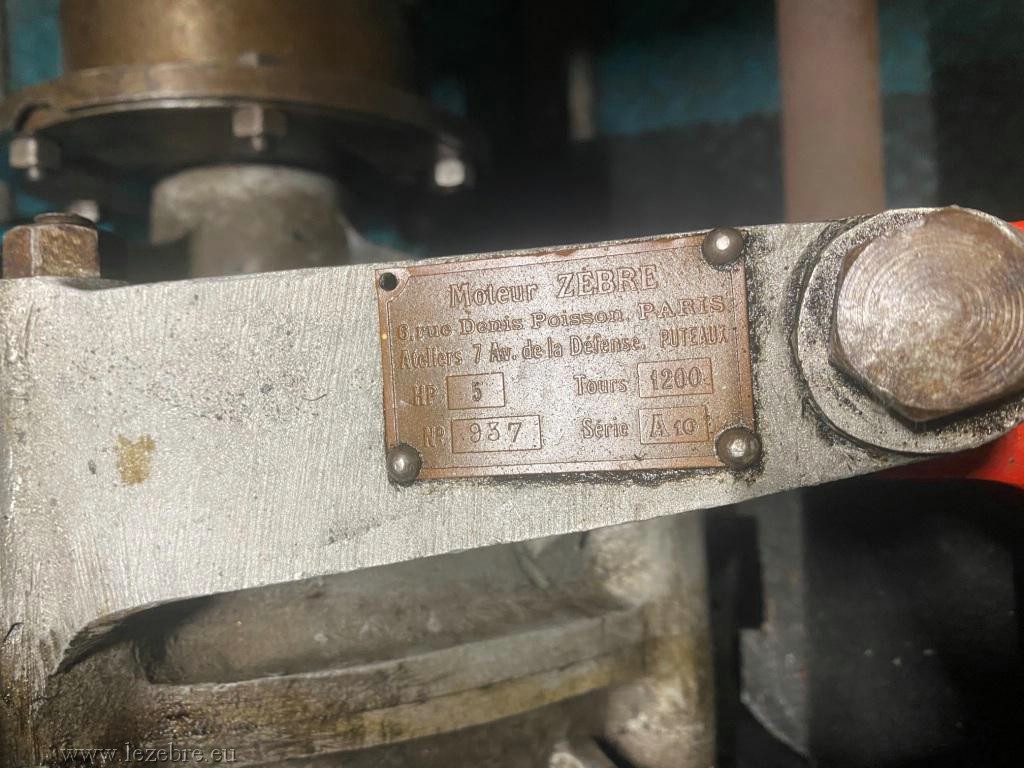 Moteur ZÈBRE
6, rue Denis Poisson, PARIS.
Ateliers 7 Av. de la Défense. PUTEAUX
HP 5 Tours 1200
Nº 937 Série A 10
www.lezebre.eu